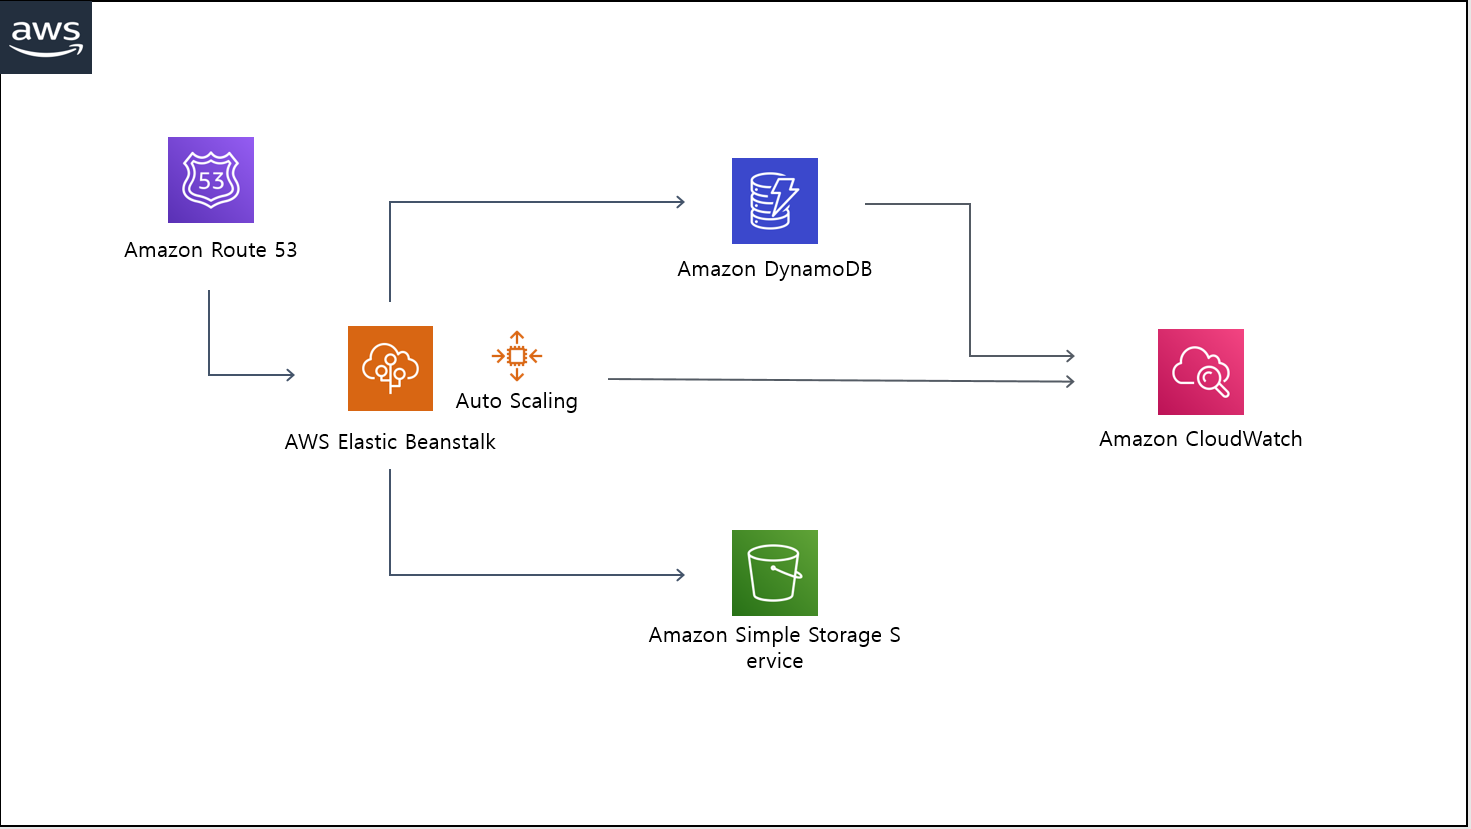 aws
53
Amazon Route 53
Amazon DynamoDB
Auto Scaling
AWS Elastic Beanstalk
Amazon CloudWatch
Amazon Simple Storage S
ervice